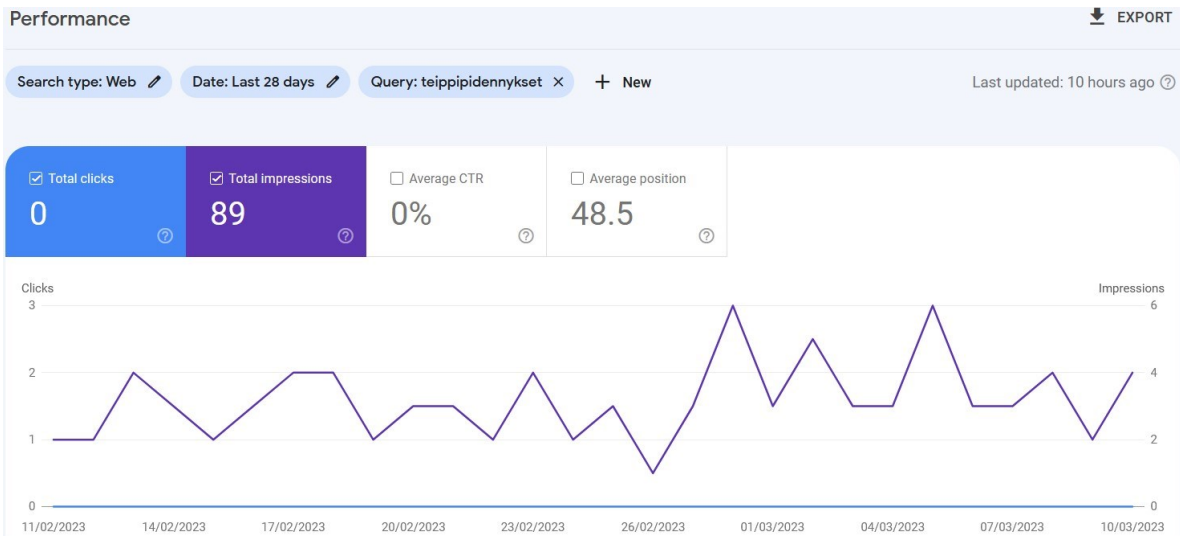 Performance
EXPORT
Search type: Web
Date: Last 28 days
Query: teippipidennykset
New
Last updated: 10 hours ago
Total clicks
Total impressions
Average CTR
Average position
0
89
0%
48.5
Clicks
Impressions
3
6
2
4
1
2
0
0
11/02/2023
14/02/2023
17/02/2023
20/02/2023
23/02/2023
26/02/2023
01/03/2023
04/03/2023
07/03/2023
10/03/2023